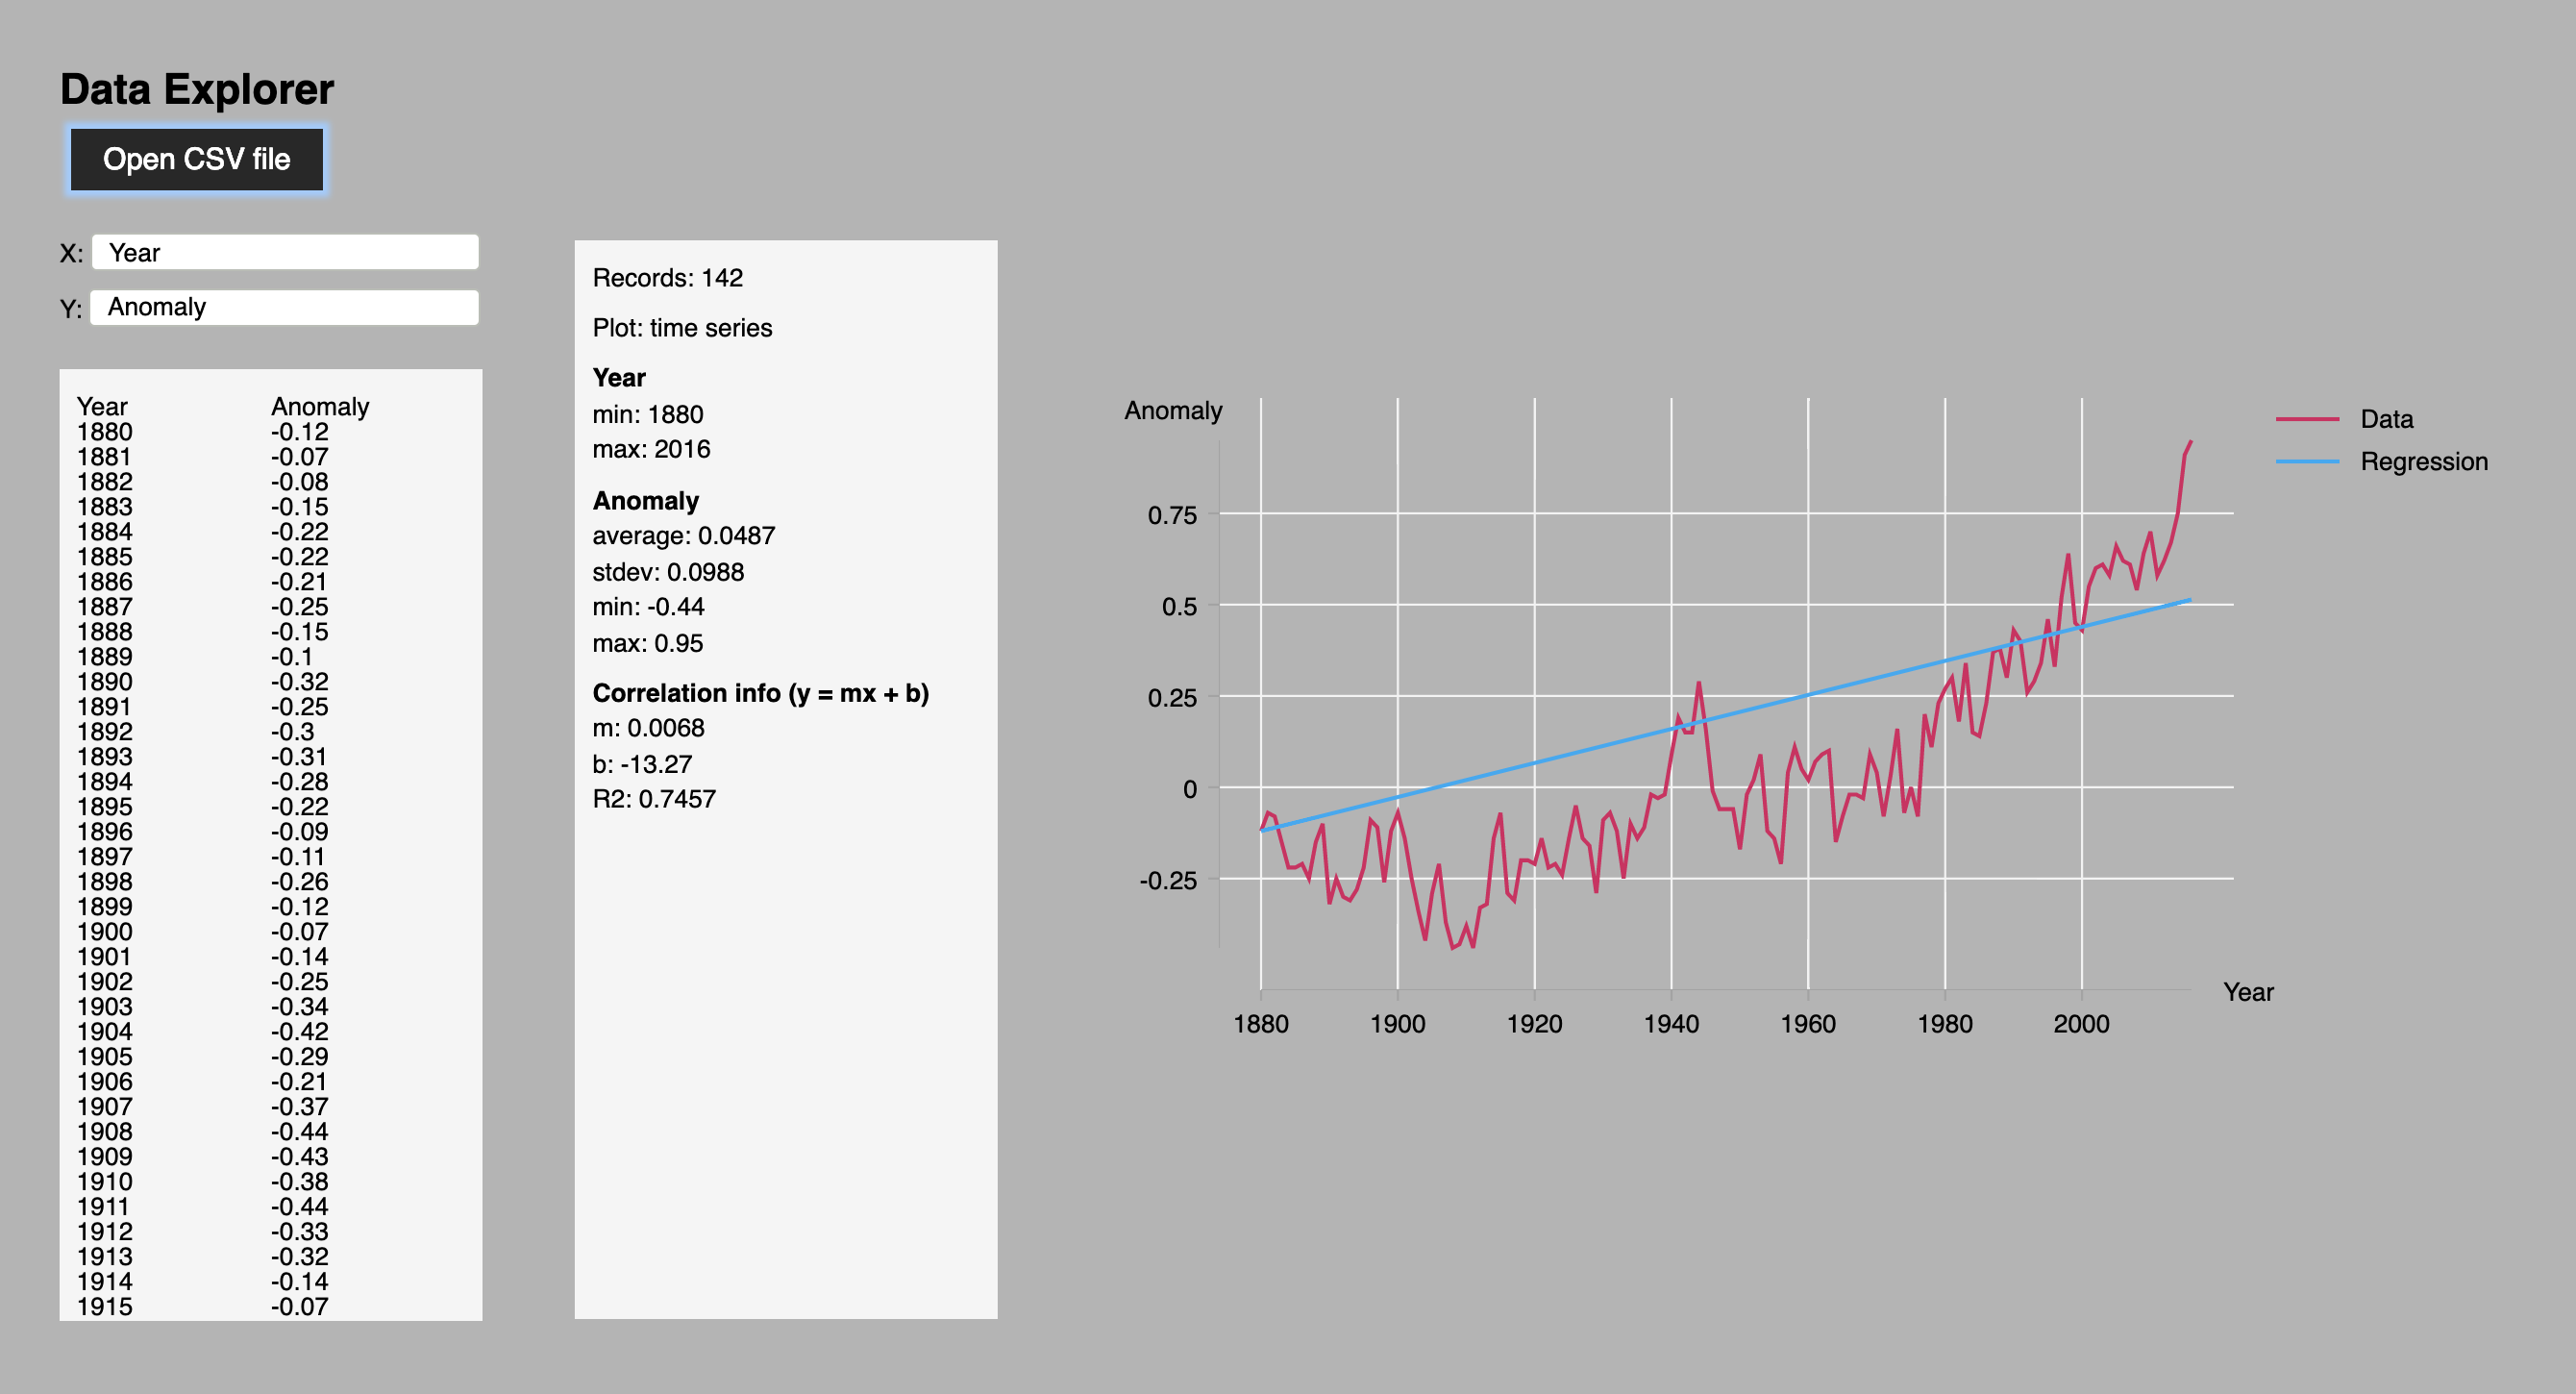 Data Explorer
Open CSV file
X: Year
Y: Anomaly
Year Anomaly
1880 -0.12
1881 -0.07
1882 -0.08
1883 -0.15
1884 -0.22
1885 -0.22
1886 -0.21
1887 -0.25
1888 -0.15
1889 -0.1
1890 -0.32
1891 -0.25
1892 -0.3
1893 -0.31
1894 -0.28
1895 -0.22
1896 -0.09
1897 -0.11
1898 -0.26
1899 -0.12
1900 -0.07
1901 -0.14
1902 -0.25
1903 -0.34
1904 -0.42
1905 -0.29
1906 -0.21
1907 -0.37
1908 -0.44
1909 -0.43
1910 -0.38
1911 -0.44
1912 -0.33
1913 -0.32
1914 -0.14
1915 -0.07
Records: 142
Plot: time series
Year
min: 1880
max: 2016
Anomaly
average: 0.0487
stdev: 0.0988
min: -0.44
max: 0.95
Correlation info (y = mx + b)
m: 0.0068
b: -13.27
R2: 0.7457
Anomaly
0.75
0.5
0.25
0
-0.25
1880 1900 1920 1940 1960 1980 2000
Year
Data
Regression